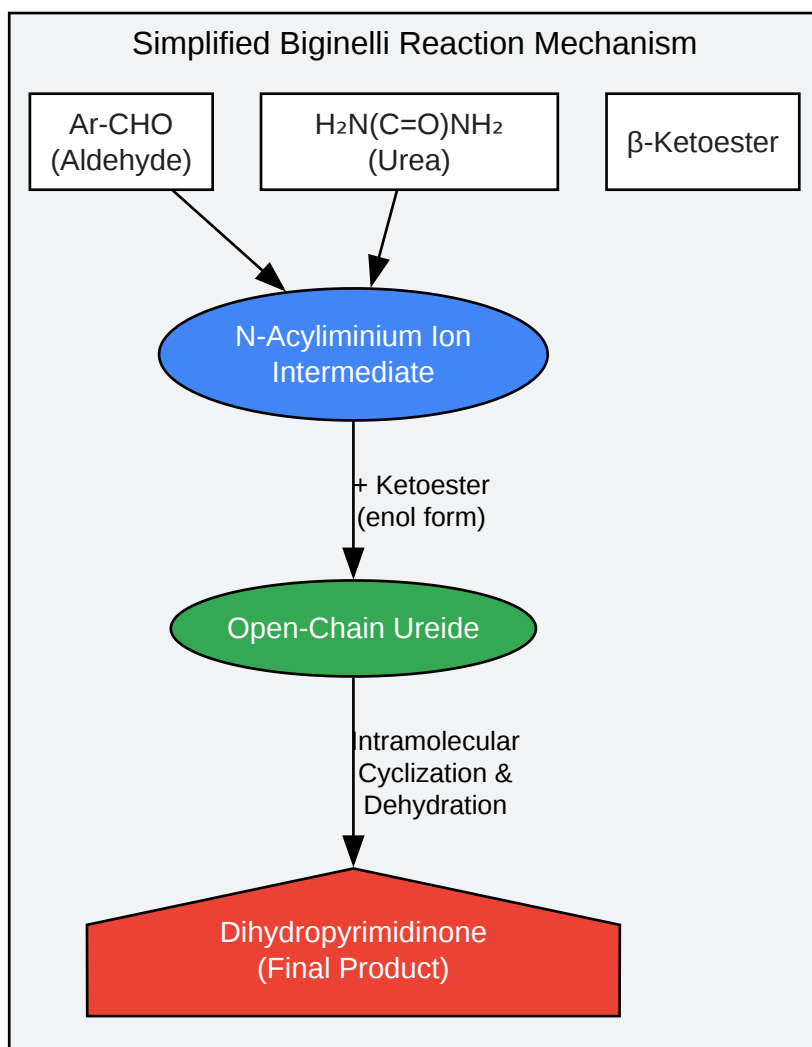 Simplified Biginelli Reaction Mechanism
Ar-CHO
(Aldehyde)
H₂N(C=O)NH₂
(Urea)
β-Ketoester
N-Acyliminium Ion
Intermediate
+ Ketoester
(enol form)
Open-Chain Ureide
Intramolecular
Cyclization &
Dehydration
Dihydropyrimidinone
(Final Product)